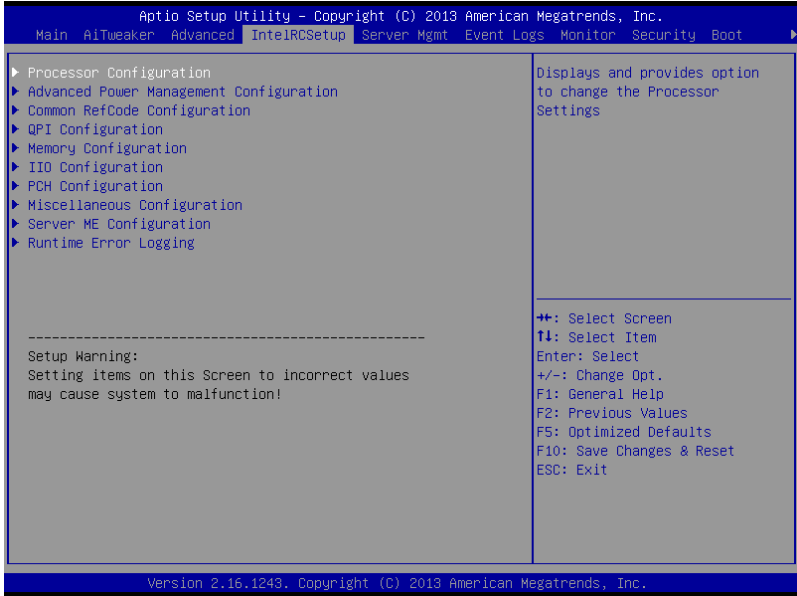 Aptio Setup Utility – Copyright (C) 2013 American Megatrends, Inc.
Main AiTweaker Advanced IntelRCSetup Server Mgmt Event Logs Monitor Security Boot
Processor Configuration
Advanced Power Management Configuration
Common RefCode Configuration
QPI Configuration
Memory Configuration
IIO Configuration
PCH Configuration
Miscellaneous Configuration
Server ME Configuration
Runtime Error Logging
--------------------------------------------------
Setup Warning:
Setting items on this Screen to incorrect values
may cause system to malfunction!
Displays and provides option
to change the Processor
Settings
→←: Select Screen
↑↓: Select Item
Enter: Select
+/-: Change Opt.
F1: General Help
F2: Previous Values
F5: Optimized Defaults
F10: Save Changes & Reset
ESC: Exit
Version 2.16.1243. Copyright (C) 2013 American Megatrends, Inc.